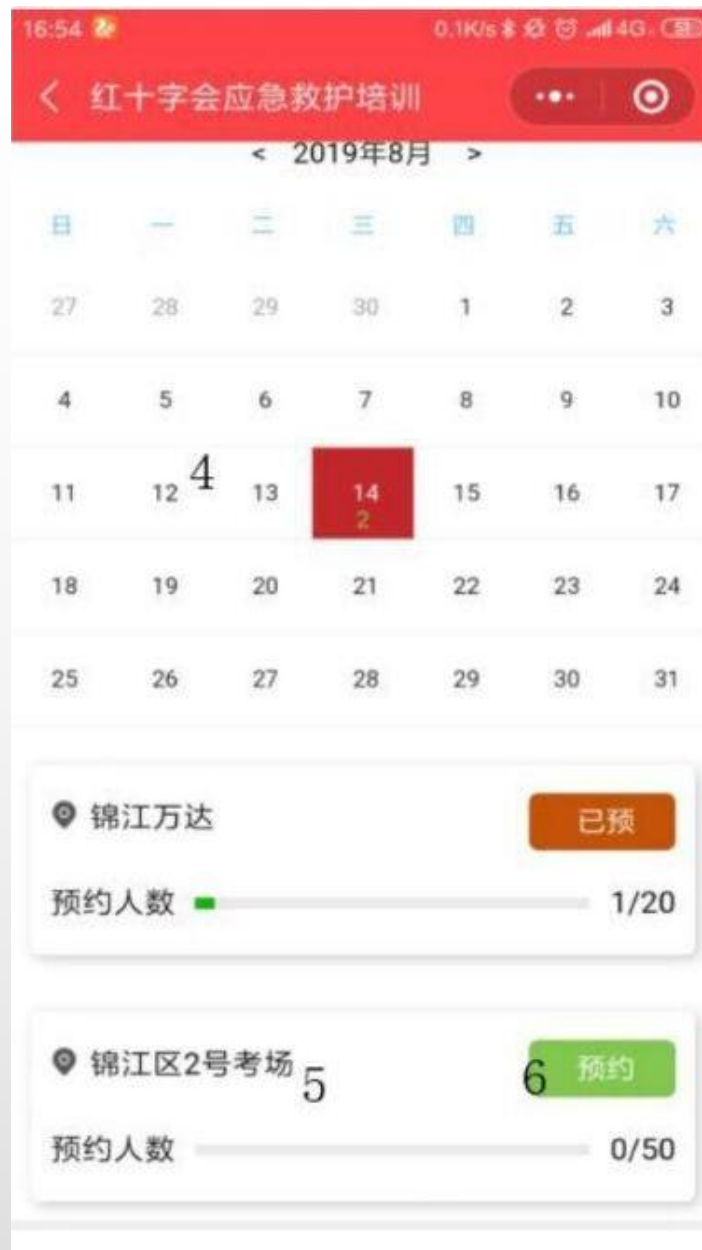 16:54 0.1K/s 4G
红十字会应急救护培训
< 2019年8月 >
日 一 二 三 四 五 六
27 28 29 30 1 2 3
4 5 6 7 8 9 10
4
11 12 13 14 15 16 17
2
18 19 20 21 22 23 24
25 26 27 28 29 30 31
锦江万达 已预
预约人数 1/20
锦江区2号考场 5 6 预约
预约人数 0/50